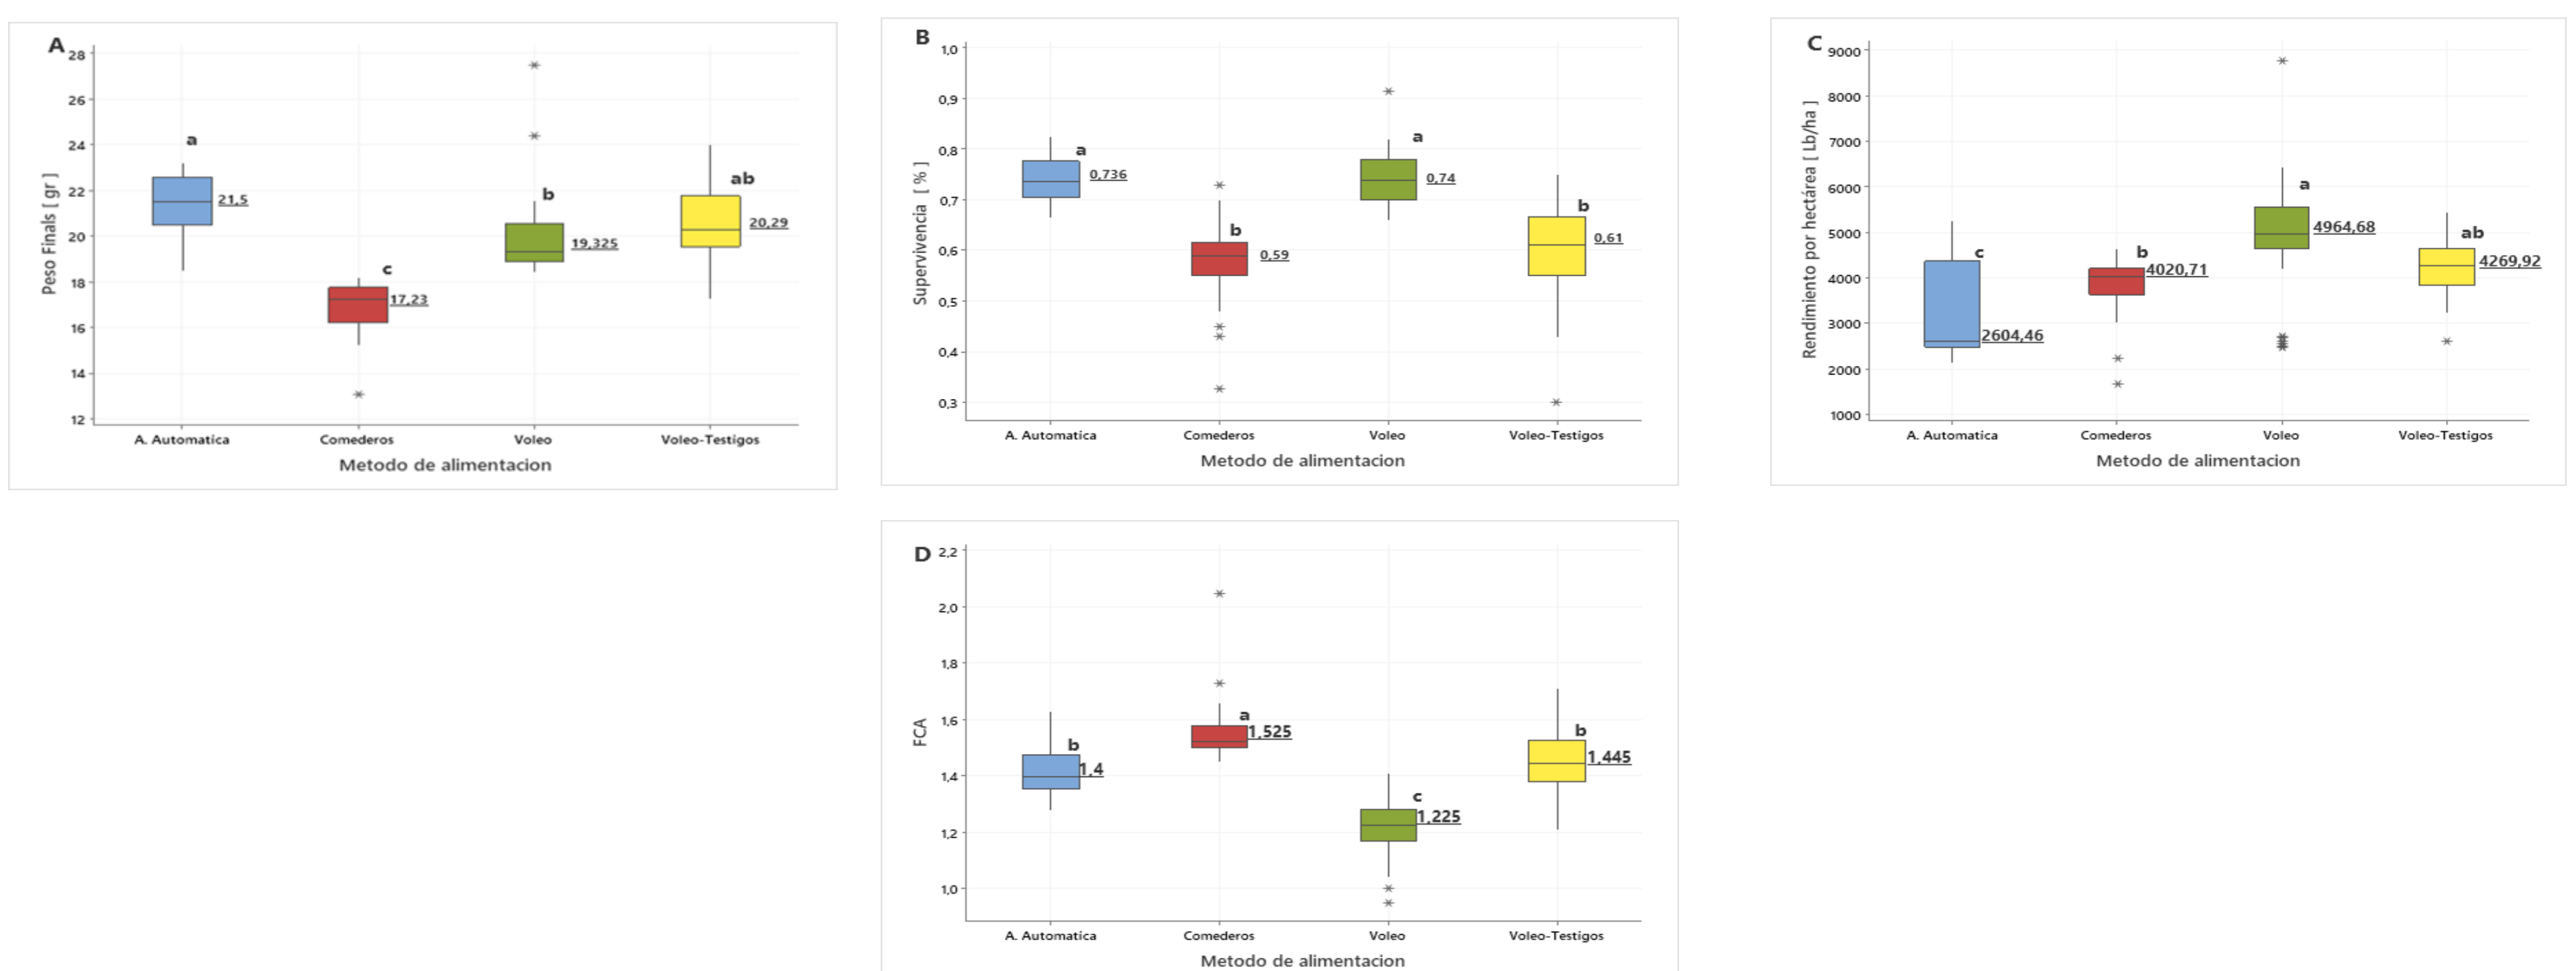 A
28
26
24
22
20
18
16
14
12
Peso Finals [ gr ]
a
21,5
c
17,23
b
19,325
ab
20,29
A. Automatica
Comederos
Voleo
Voleo-Testigos
Metodo de alimentacion
B
1,0
0,9
0,8
0,7
0,6
0,5
0,4
0,3
Supervivencia [ % ]
a
0,736
b
0,59
a
0,74
b
0,61
A. Automatica
Comederos
Voleo
Voleo-Testigos
Metodo de alimentacion
C
9000
8000
7000
6000
5000
4000
3000
2000
1000
Rendimiento por hectárea [ Lb/ha ]
c
2604,46
b
4020,71
a
4964,68
ab
4269,92
A. Automatica
Comederos
Voleo
Voleo-Testigos
Metodo de alimentacion
D
2,2
2,0
1,8
1,6
1,4
1,2
1,0
FCA
b
1,4
a
1,525
c
1,225
b
1,445
A. Automatica
Comederos
Voleo
Voleo-Testigos
Metodo de alimentacion